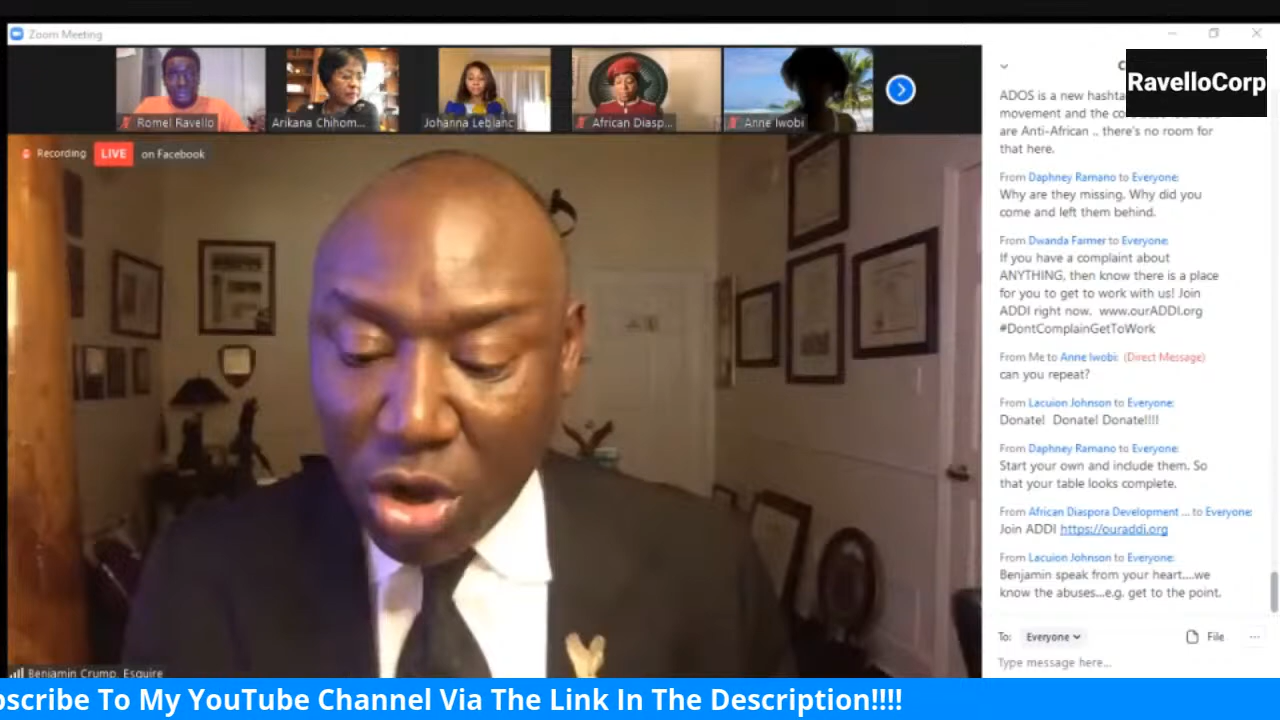 Zoom Meeting
RavelloCorp
Romel Ravello
Arikana Chihom...
Johanna Leblanc
African Diasp...
Anne Iwobi
Recording LIVE on Facebook
ADOS is a new
movement and the
are Anti-African .. there's no room for
that here.
From Daphney Ramano to Everyone:
Why are they missing. Why did you
come and left them behind.
From Dwanda Farmer to Everyone:
If you have a complaint about
ANYTHING, then know there is a place
for you to get to work with us! Join
ADDI right now. www.ourADDI.org
#DontComplainGetToWork
From Me to Anne Iwobi: (Direct Message)
can you repeat?
From Lacuion Johnson to Everyone:
Donate! Donate! Donate!!!!
From Daphney Ramano to Everyone:
Start your own and include them. So
that your table looks complete.
From African Diaspora Development ... to Everyone:
Join ADDI https://ouraddi.org
From Lacuion Johnson to Everyone:
Benjamin speak from your heart....we
know the abuses...e.g. get to the point.
To: Everyone
File
Type message here...
Benjamin Crump, Esquire
bscribe To My YouTube Channel Via The Link In The Description!!!!